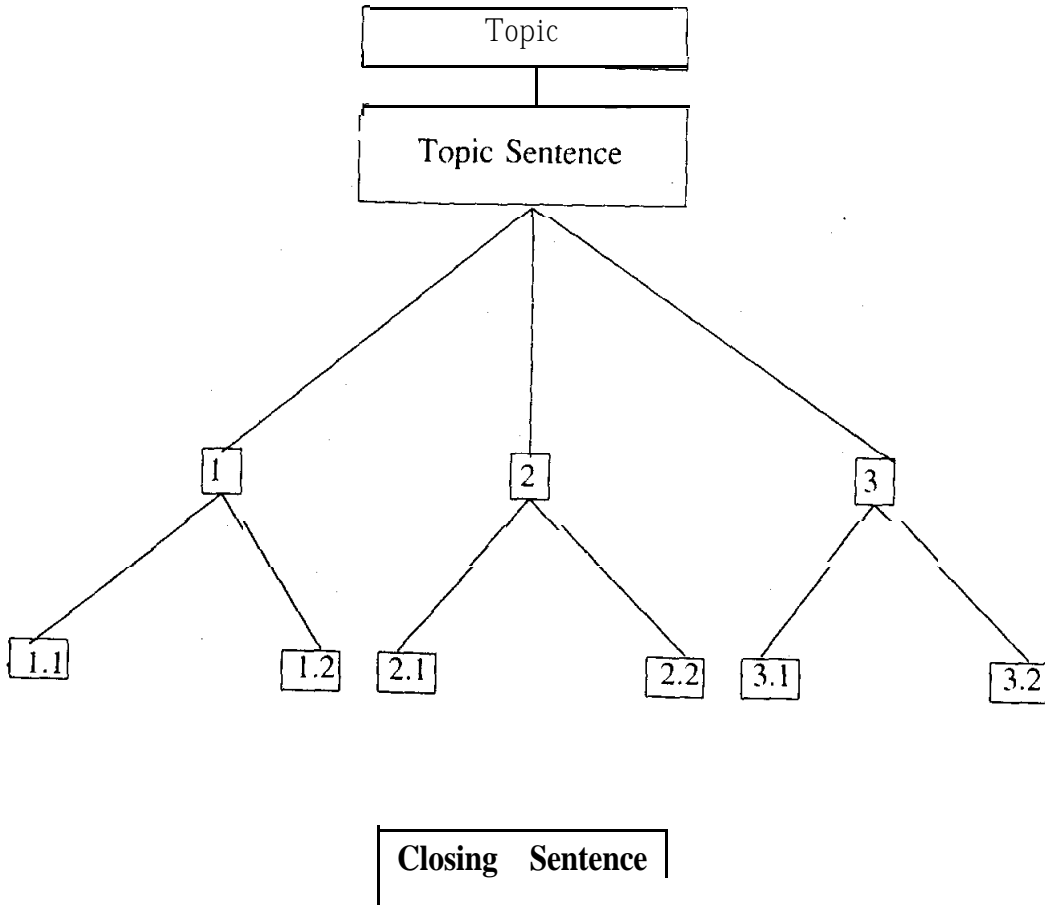 Topic
Topic Sentence
1 2 3
1.1 1.2 2.1 2.2 3.1 3.2
Closing Sentence